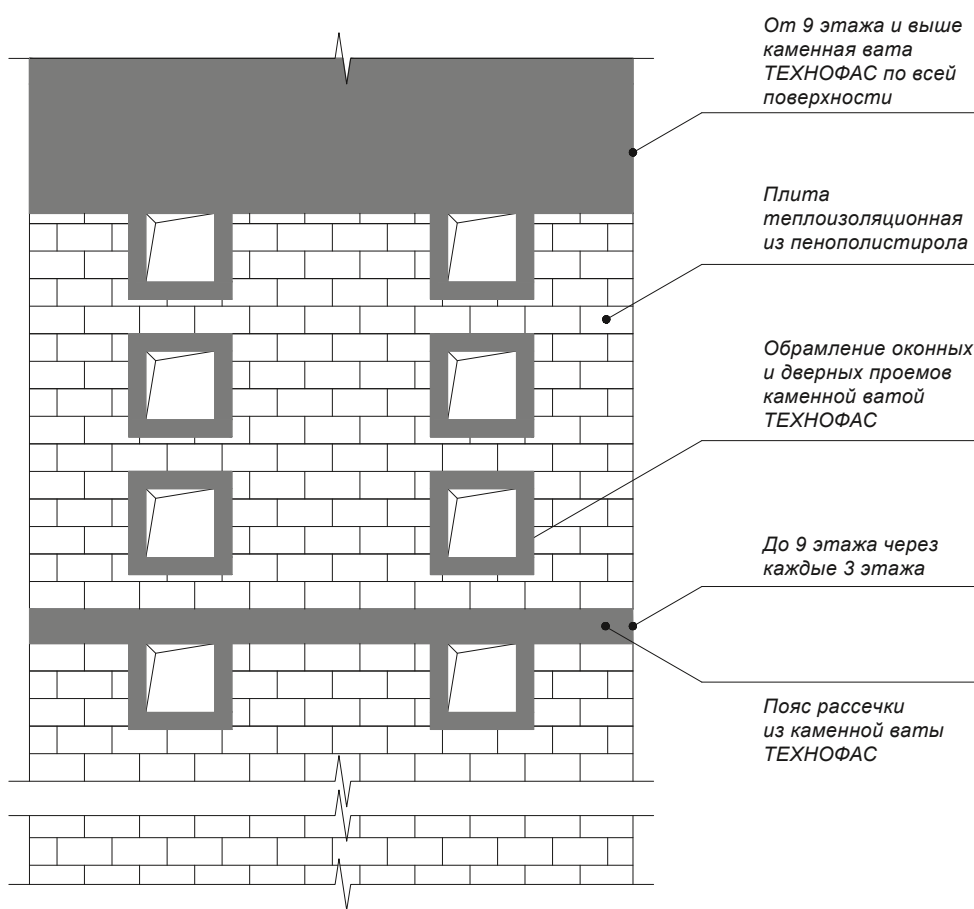 От 9 этажа и выше
каменная вата
ТЕХНОФАС по всей
поверхности
Плита
теплоизоляционная
из пенополистирола
Обрамление оконных
и дверных проемов
каменной ватой
ТЕХНОФАС
До 9 этажа через
каждые 3 этажа
Пояс рассечки
из каменной ваты
ТЕХНОФАС